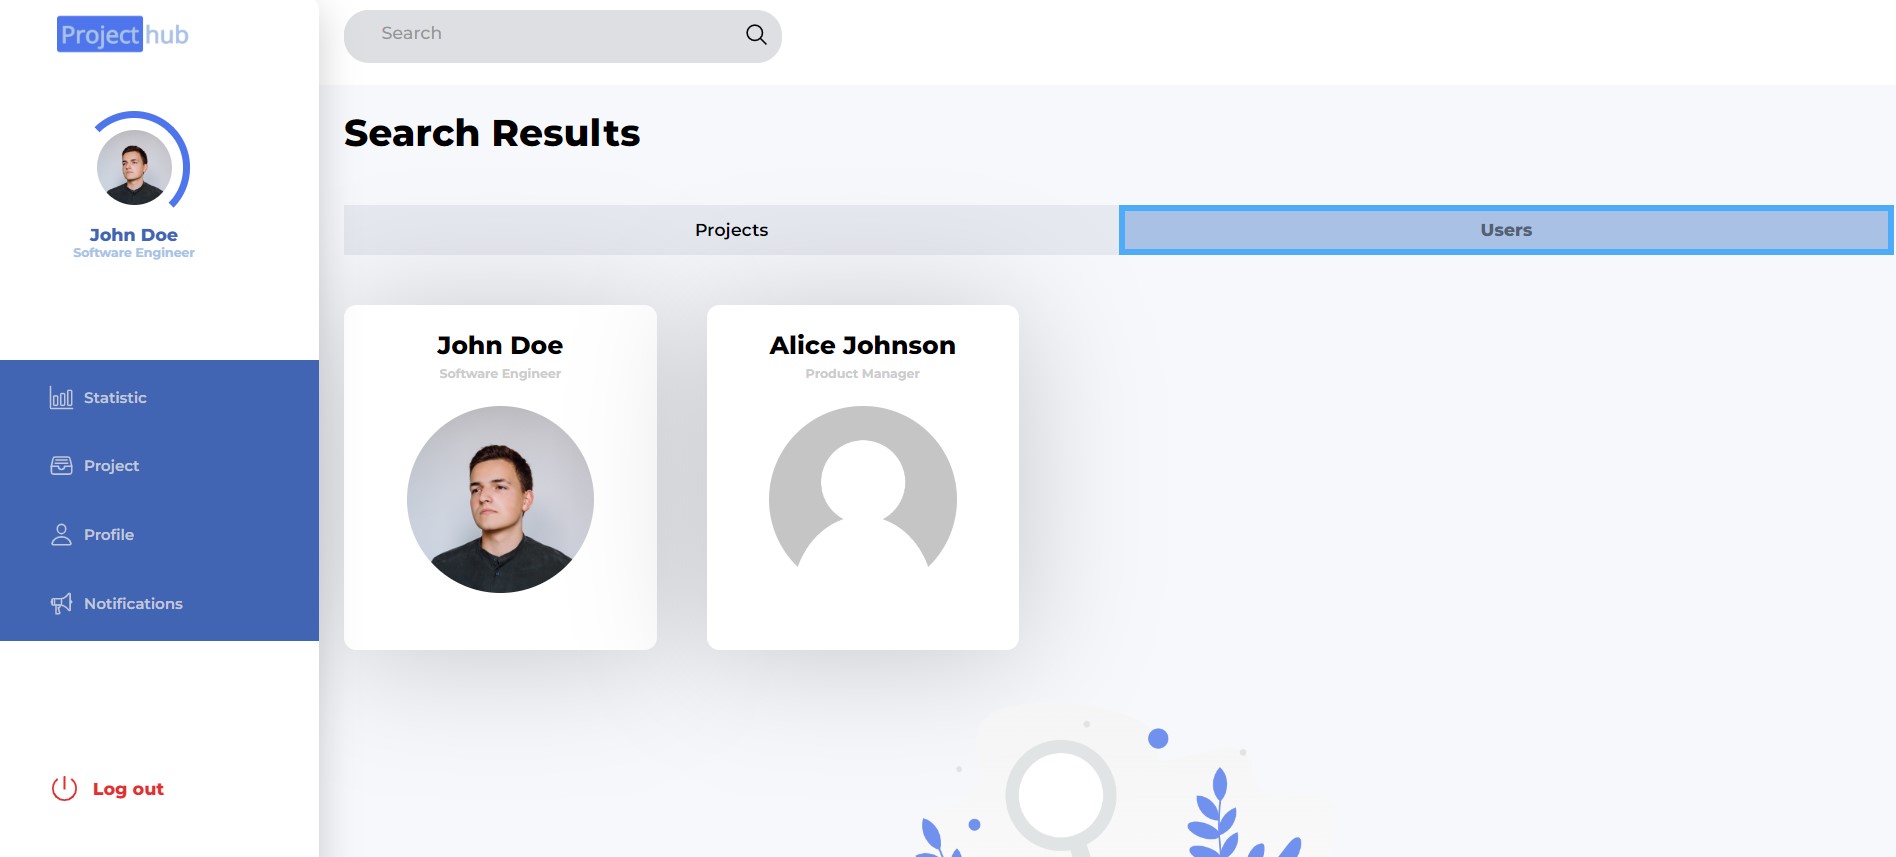 Project hub
John Doe
Software Engineer
Statistic
Project
Profile
Notifications
Log out
Search
Search Results
Projects
Users
John Doe
Software Engineer
Alice Johnson
Product Manager